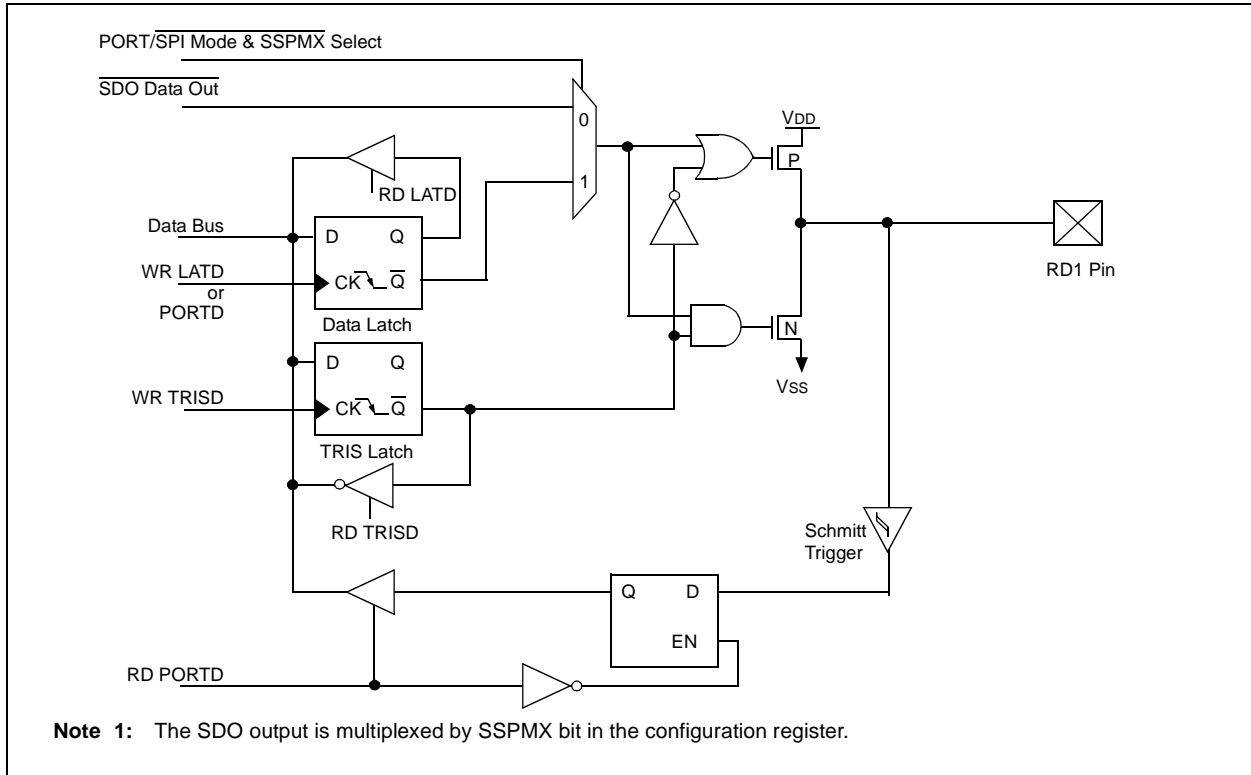 PORT/SPI Mode & SSPMX Select
SDO Data Out
0
1
VDD
P
RD LATD
Data Bus
D Q
WR LATD
or
PORTD
CK Q
Data Latch
RD1 Pin
N
VSS
D Q
WR TRISD
CK Q
TRIS Latch
RD TRISD
Schmitt
Trigger
Q D
EN
RD PORTD
Note 1: The SDO output is multiplexed by SSPMX bit in the configuration register.